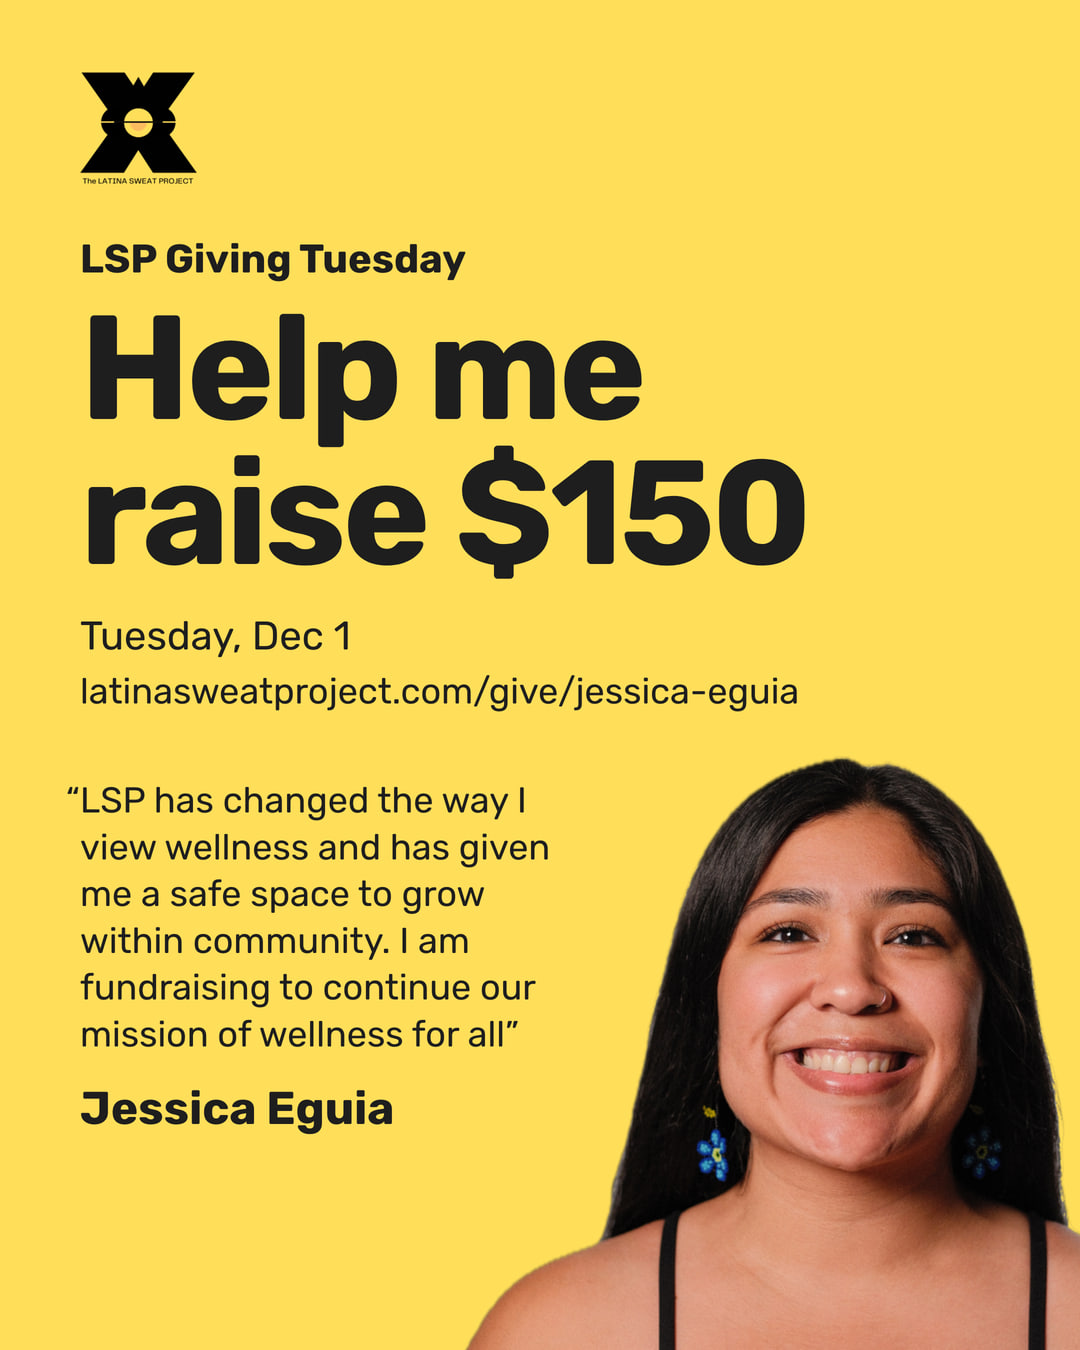 The LATINA SWEAT PROJECT
LSP Giving Tuesday
Help me
raise $150
Tuesday, Dec 1
latinasweatproject.com/give/jessica-eguia
“LSP has changed the way I
view wellness and has given
me a safe space to grow
within community. I am
fundraising to continue our
mission of wellness for all”
Jessica Eguia